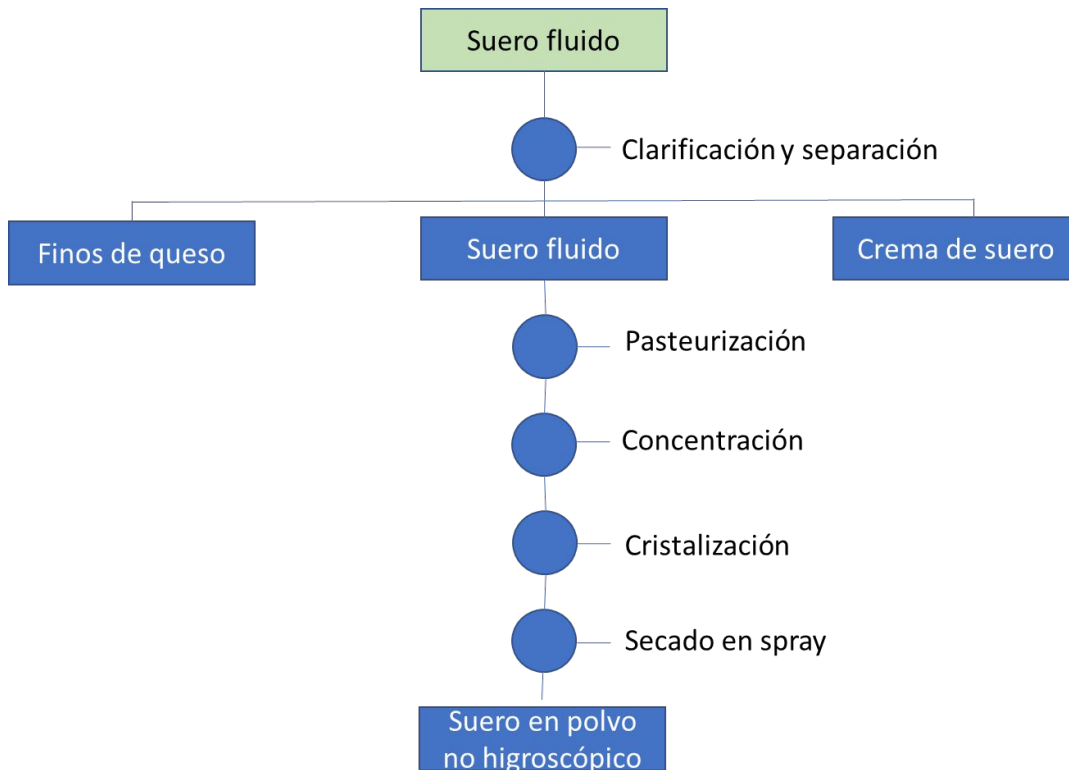 Suero fluido
Clarificación y separación
Finos de queso
Suero fluido
Crema de suero
Pasteurización
Concentración
Cristalización
Secado en spray
Suero en polvo
no higroscópico